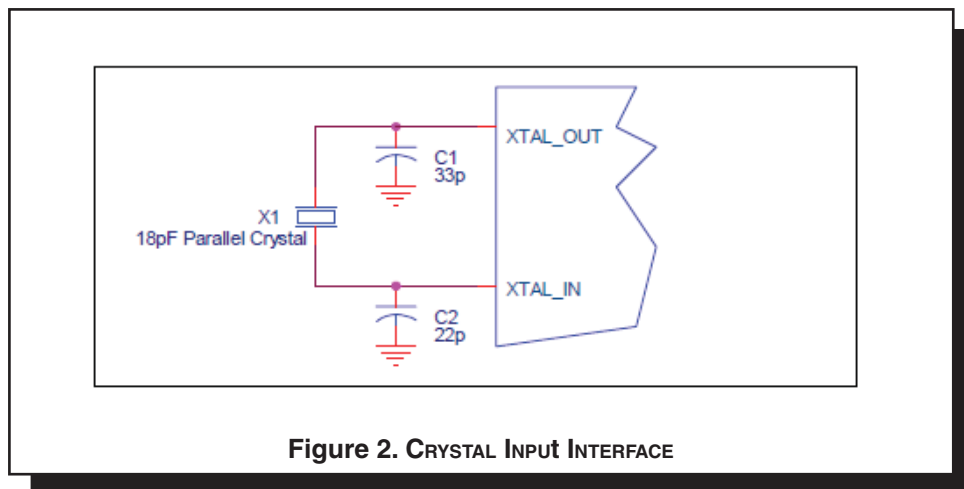 XTAL_OUT
C1
33p
X1
18pF Parallel Crystal
XTAL_IN
C2
22p
Figure 2. CRYSTAL INPUt INTERFACE